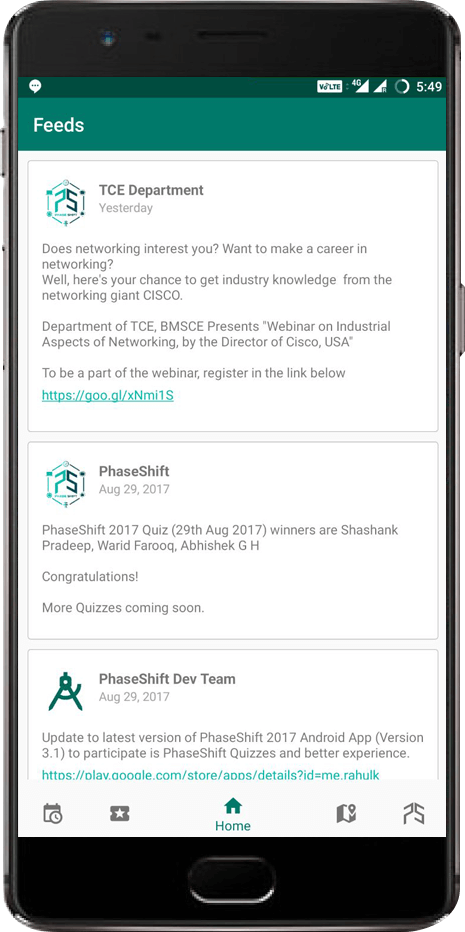 VoLTE 4G R 5:49
Feeds
PHASE SHIFT
TCE Department
Yesterday
Does networking interest you? Want to make a career in
networking?
Well, here's your chance to get industry knowledge  from the
networking giant CISCO.
Department of TCE, BMSCE Presents "Webinar on Industrial
Aspects of Networking, by the Director of Cisco, USA"
To be a part of the webinar, register in the link below
https://goo.gl/xNmi1S
PHASE SHIFT
PhaseShift
Aug 29, 2017
PhaseShift 2017 Quiz (29th Aug 2017) winners are Shashank
Pradeep, Warid Farooq, Abhishek G H
Congratulations!
More Quizzes coming soon.
PhaseShift Dev Team
Aug 29, 2017
Update to latest version of PhaseShift 2017 Android App (Version
3.1) to participate is PhaseShift Quizzes and better experience.
https://play.google.com/store/apps/details?id=me.rahulk
Home